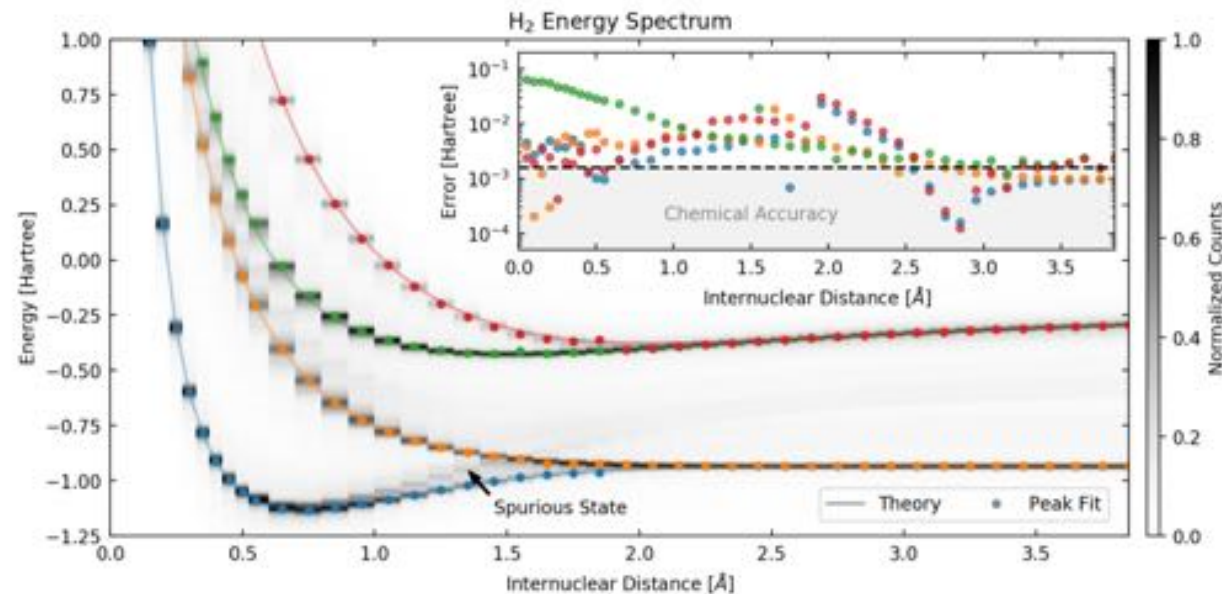 H₂ Energy Spectrum
1.00
0.75
0.50
0.25
0.00
−0.25
−0.50
−0.75
−1.00
−1.25
Energy [Hartree]
0.0 0.5 1.0 1.5 2.0 2.5 3.0 3.5
Internuclear Distance [Å]
Spurious State
Theory Peak Fit
10⁻¹
10⁻²
10⁻³
10⁻⁴
Error [Hartree]
Chemical Accuracy
0.0 0.5 1.0 1.5 2.0 2.5 3.0 3.5
Internuclear Distance [Å]
1.0
0.8
0.6
0.4
0.2
0.0
Normalized Counts